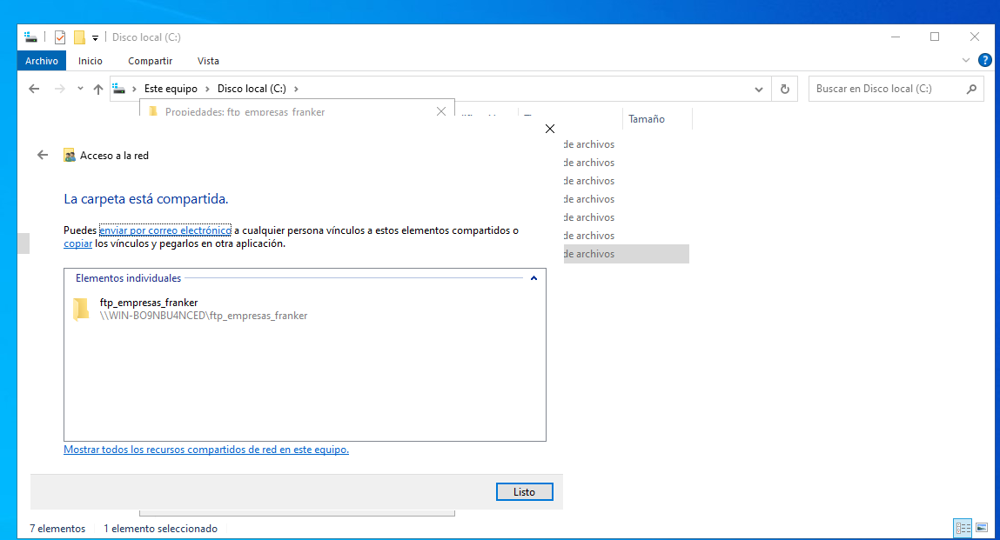 Disco local (C:)
Archivo Inicio Compartir Vista
Este equipo Disco local (C:)
Buscar en Disco local (C:)
Propiedades: ftp_empresas_franker
Tamaño
de archivos
de archivos
de archivos
de archivos
de archivos
de archivos
de archivos
Acceso a la red
La carpeta está compartida.
Puedes enviar por correo electrónico a cualquier persona vínculos a estos elementos compartidos o
copiar los vínculos y pegarlos en otra aplicación.
Elementos individuales
ftp_empresas_franker
\\WIN-BO9NBU4NCED\ftp_empresas_franker
Mostrar todos los recursos compartidos de red en este equipo.
Listo
7 elementos 1 elemento seleccionado